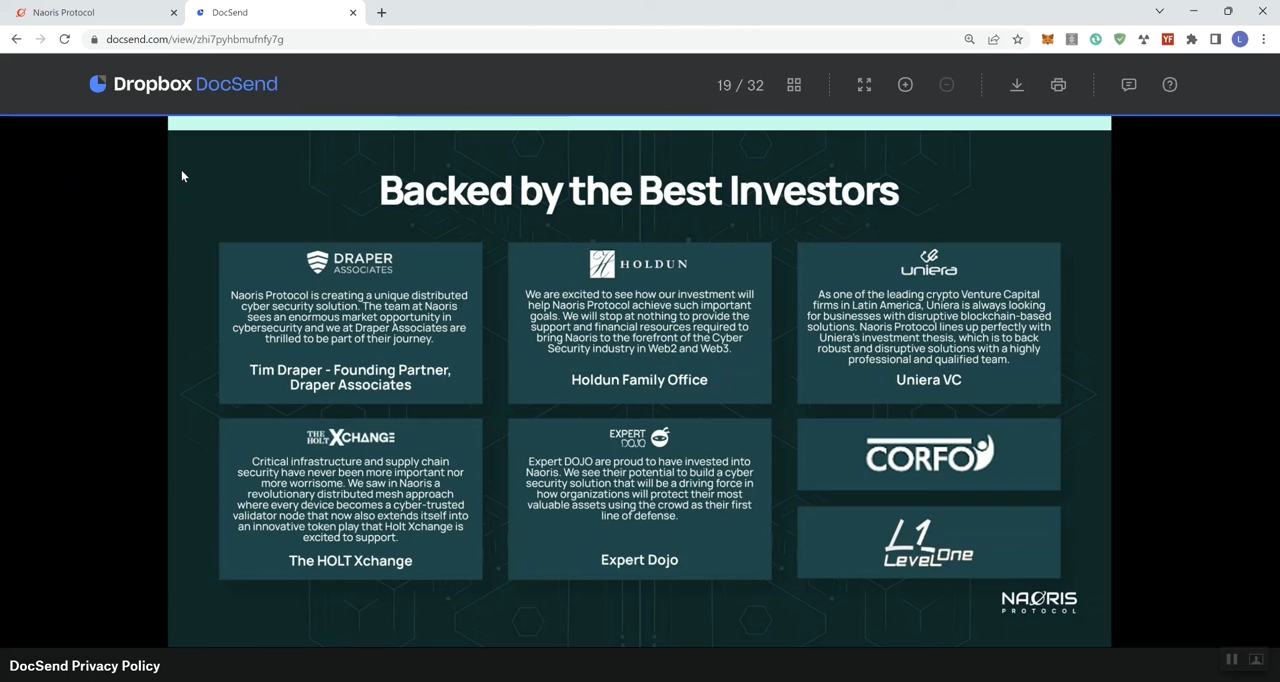 Naoris Protocol
DocSend
docsend.com/view/zhi7pyhbmufnfy7g
YF
L
Dropbox DocSend
19 / 32
Backed by the Best Investors
DRAPER
ASSOCIATES
Naoris Protocol is creating a unique distributed
cyber security solution. The team at Naoris
sees an enormous market opportunity in
cybersecurity and we at Draper Associates are
thrilled to be part of their journey.
Tim Draper - Founding Partner,
Draper Associates
H HOLDUN
We are excited to see how our investment will
help Naoris Protocol achieve such important
goals. We will stop at nothing to provide the
support and financial resources required to
bring Naoris to the forefront of the Cyber
Security industry in Web2 and Web3.
Holdun Family Office
uniera
As one of the leading crypto Venture Capital
firms in Latin America, Uniera is always looking
for businesses with disruptive blockchain-based
solutions. Naoris Protocol lines up perfectly with
Uniera's investment thesis, which is to back
robust and disruptive solutions with a highly
professional and qualified team.
Uniera VC
THE HOLT XCHANGE
Critical infrastructure and supply chain
security have never been more important nor
more worrisome. We saw in Naoris a
revolutionary distributed mesh approach
where every device becomes a cyber-trusted
validator node that now also extends itself into
an innovative token play that Holt Xchange is
excited to support.
The HOLT Xchange
EXPERT
DOJO
Expert DOJO are proud to have invested into
Naoris. We see their potential to build a cyber
security solution that will be a driving force in
how organizations will protect their most
valuable assets using the crowd as their first
line of defense.
Expert Dojo
CORFO
L1
LEVEL ONE
NAORIS
PROTOCOL
DocSend Privacy Policy